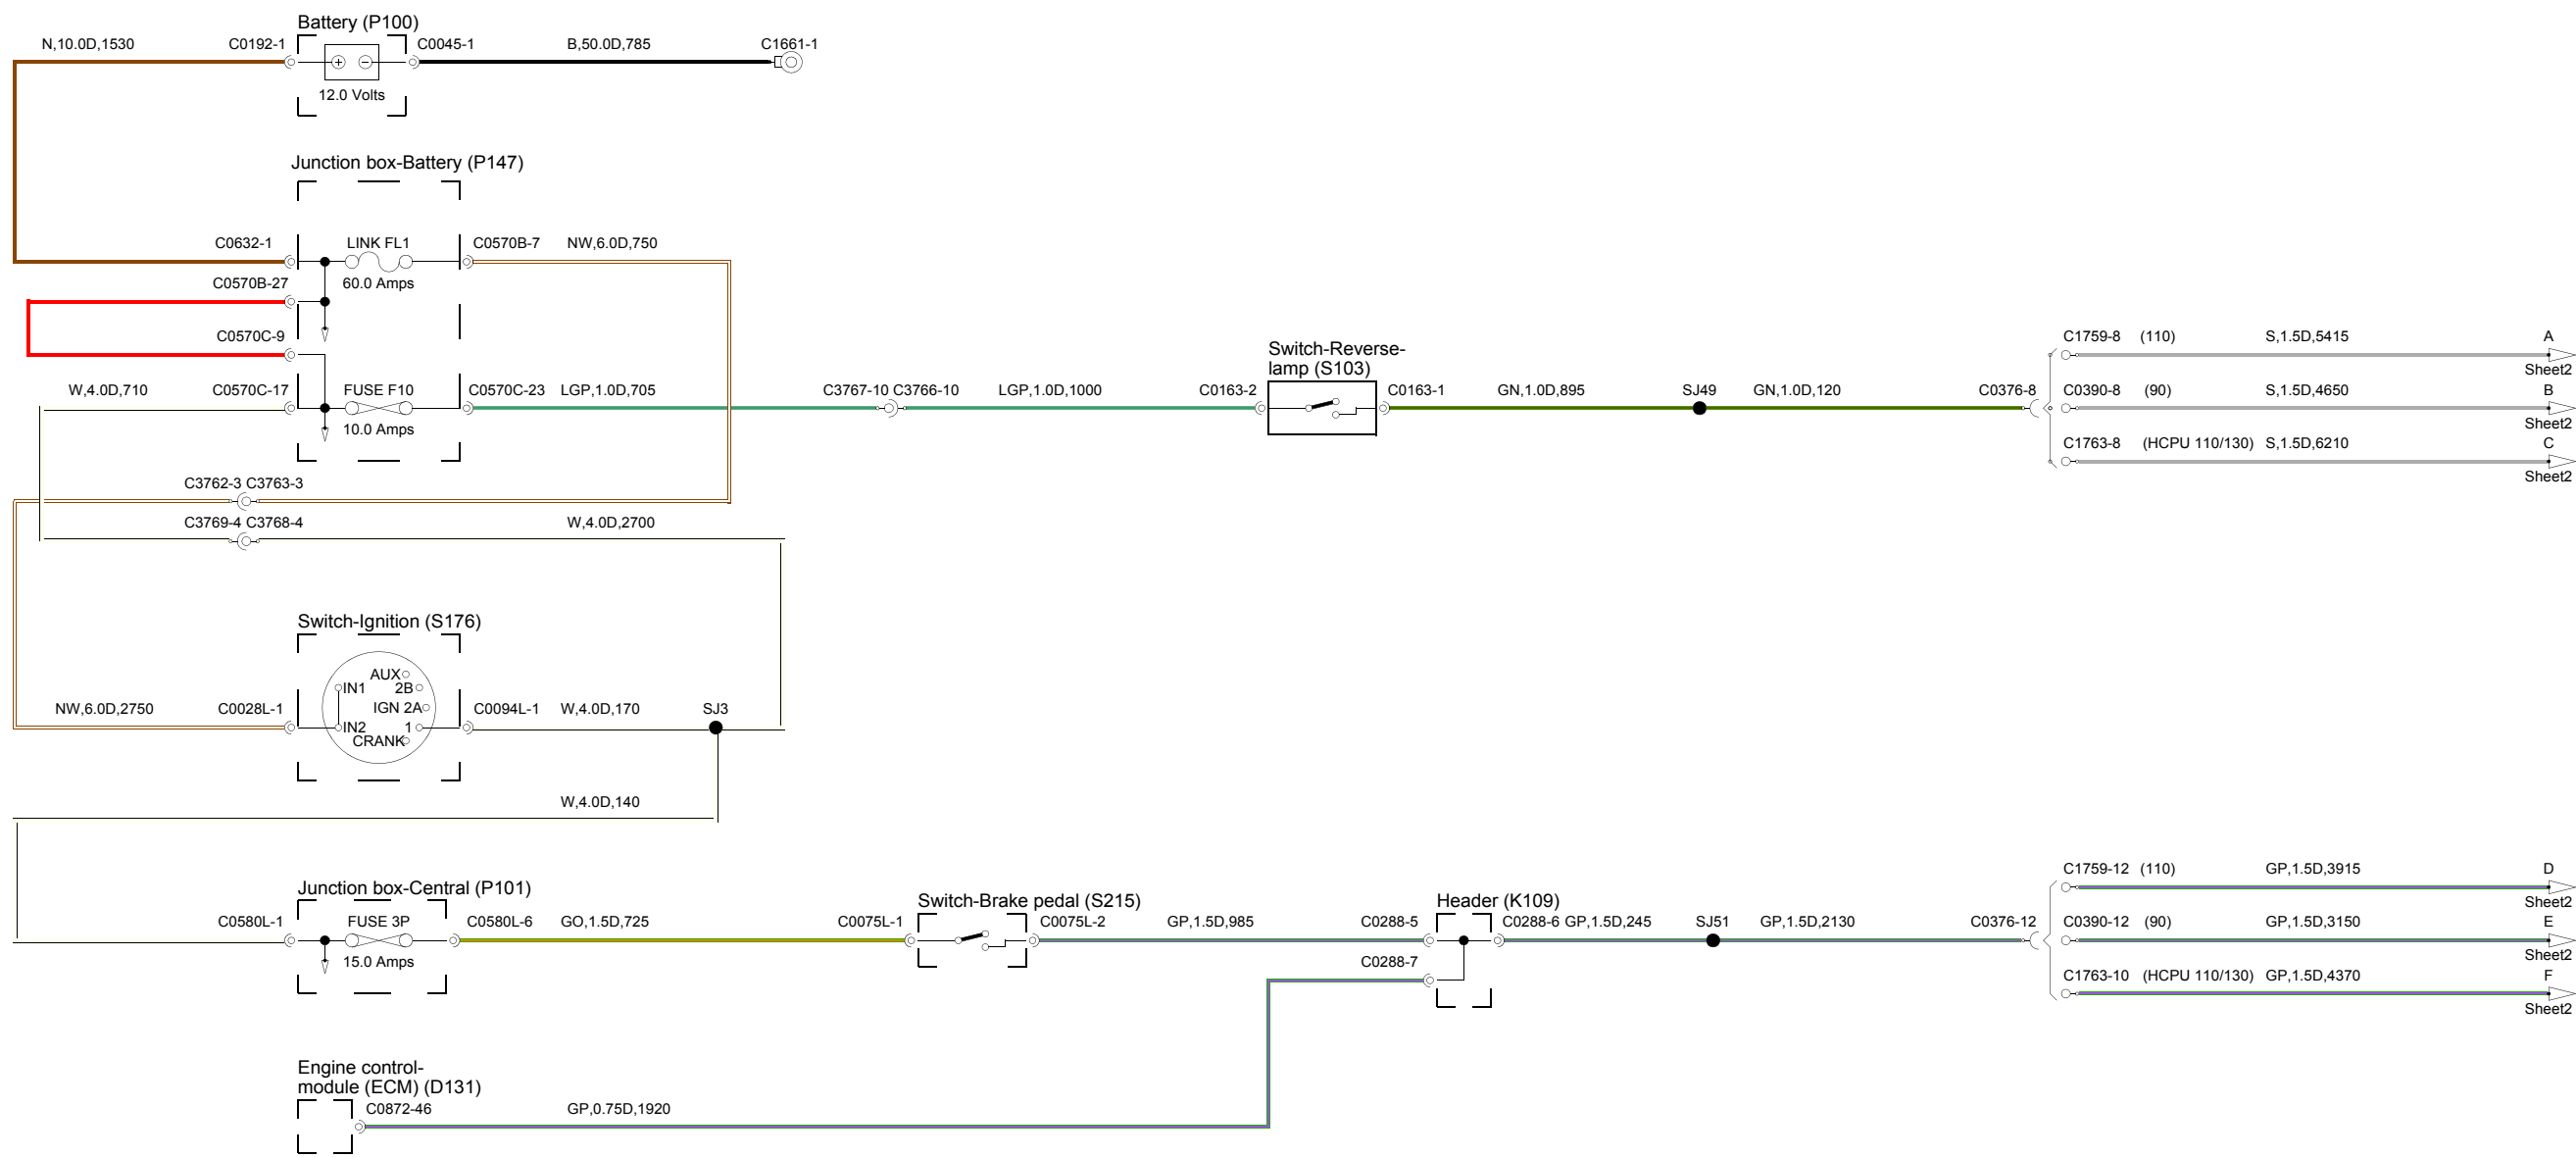 Battery (P100)
N,10.0D,1530 C0192-1 C0045-1 B,50.0D,785 C1661-1
12.0 Volts
Junction box-Battery (P147)
C0632-1 LINK FL1 C0570B-7 NW,6.0D,750
C0570B-27 60.0 Amps
C0570C-9
W,4.0D,710 C0570C-17 FUSE F10 C0570C-23 LGP,1.0D,705 C3767-10 C3766-10 LGP,1.0D,1000 C0163-2
10.0 Amps
Switch-Reverse-
lamp (S103)
C0163-1 GN,1.0D,895 SJ49 GN,1.0D,120 C0376-8
C1759-8 (110) S,1.5D,5415 A
Sheet2
C0390-8 (90) S,1.5D,4650 B
Sheet2
C1763-8 (HCPU 110/130) S,1.5D,6210 C
Sheet2
C3762-3 C3763-3
C3769-4 C3768-4 W,4.0D,2700
Switch-Ignition (S176)
AUX
IN1 2B
IGN 2A
IN2 1
CRANK
NW,6.0D,2750 C0028L-1 C0094L-1 W,4.0D,170 SJ3
W,4.0D,140
Junction box-Central (P101)
C0580L-1 FUSE 3P C0580L-6 GO,1.5D,725 C0075L-1
15.0 Amps
Switch-Brake pedal (S215)
C0075L-2 GP,1.5D,985 C0288-5
C0288-7
Header (K109)
C0288-6 GP,1.5D,245 SJ51 GP,1.5D,2130 C0376-12
C1759-12 (110) GP,1.5D,3915 D
Sheet2
C0390-12 (90) GP,1.5D,3150 E
Sheet2
C1763-10 (HCPU 110/130) GP,1.5D,4370 F
Sheet2
Engine control-
module (ECM) (D131)
C0872-46 GP,0.75D,1920